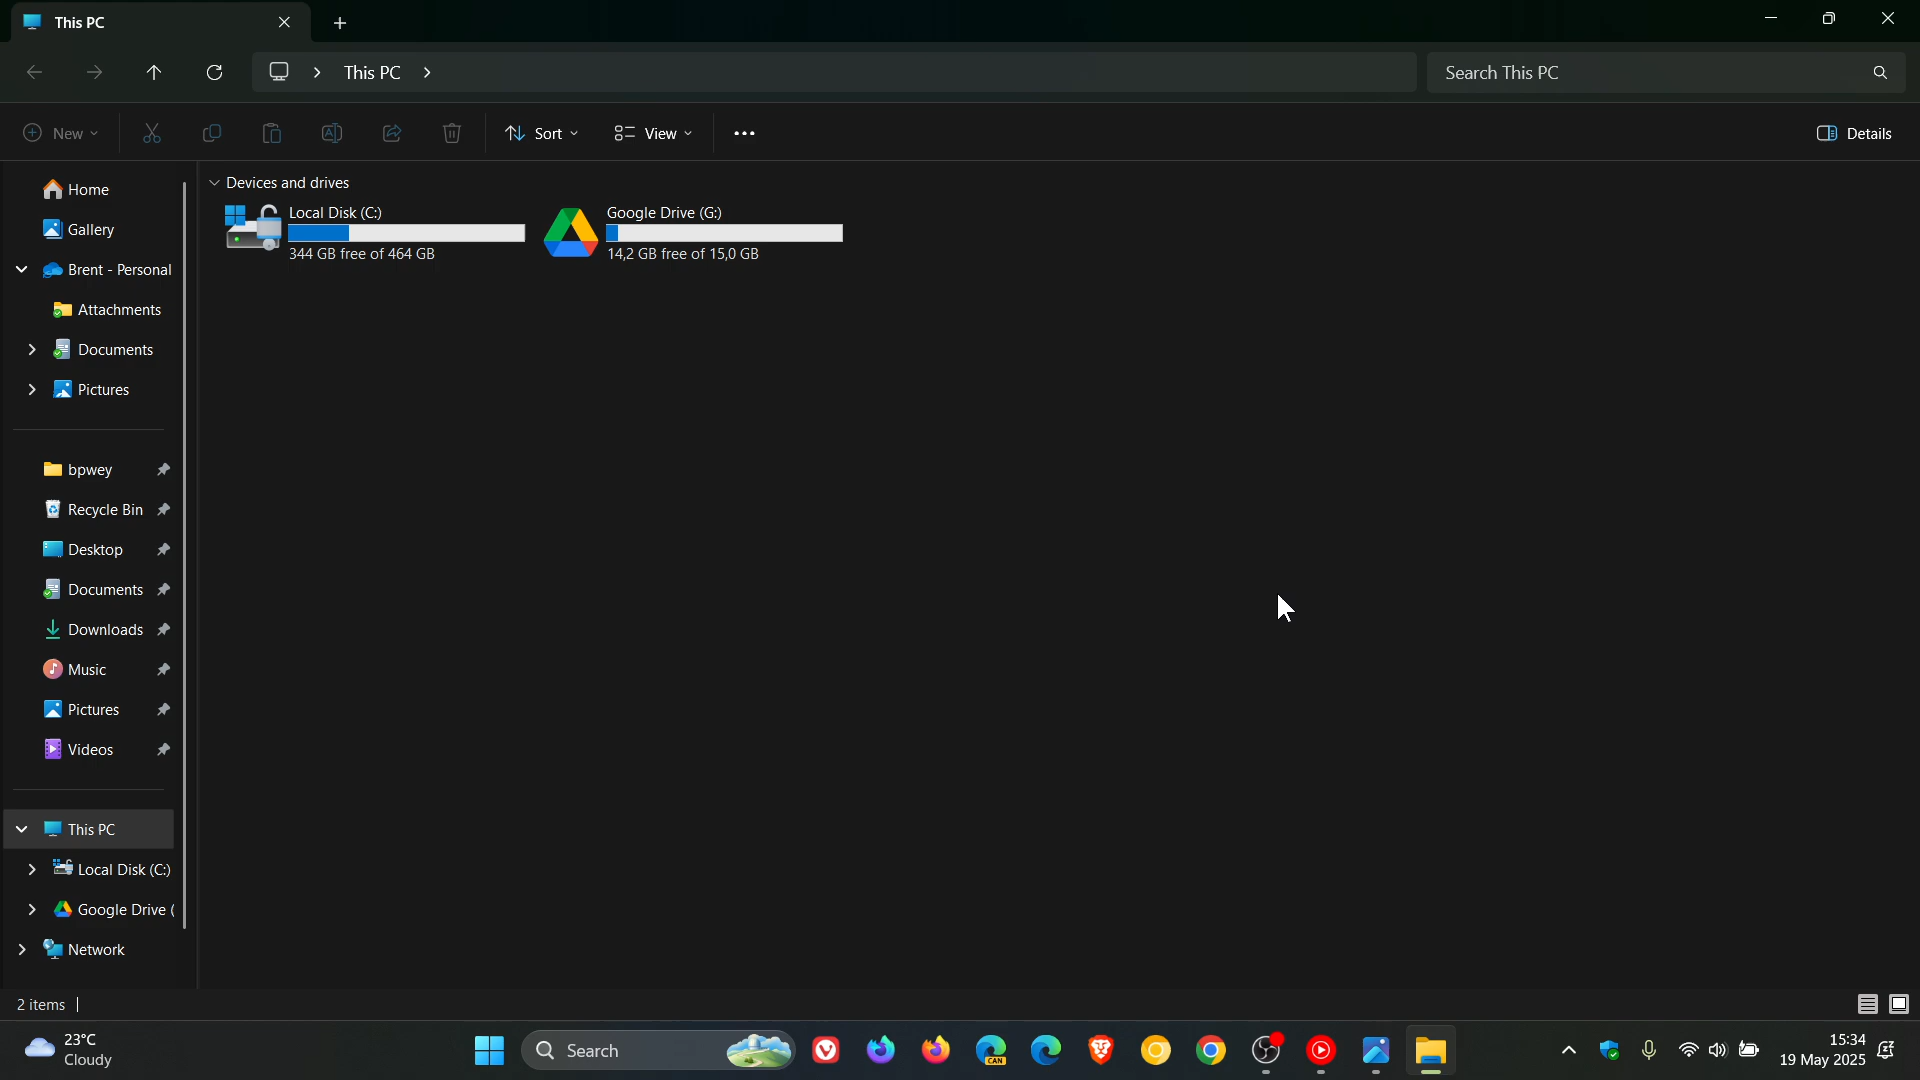 This PC
This PC
Search This PC
New
Sort
View
Details
Home
Gallery
Brent - Personal
Attachments
Documents
Pictures
bpwey
Recycle Bin
Desktop
Documents
Downloads
Music
Pictures
Videos
This PC
Local Disk (C:)
Google Drive (
Network
Devices and drives
Local Disk (C:)
344 GB free of 464 GB
Google Drive (G:)
14,2 GB free of 15,0 GB
2 items
23°C
Cloudy
Search
CAN
15:34
19 May 2025